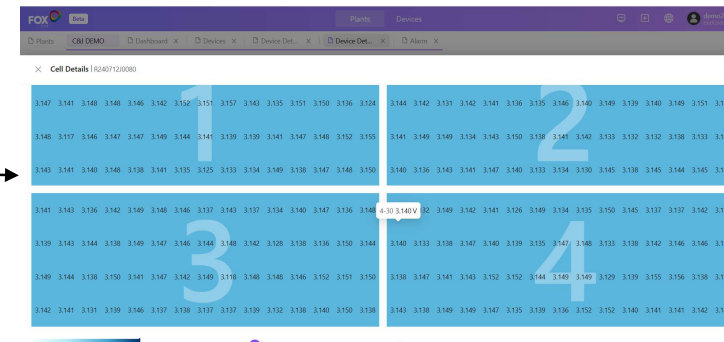 FOX Beta Plants Devices
Plants C&I DEMO Dashboard X Devices X Device Det... X Device Det... X Alarm X
Cell Details | R240712J0080
3.147 3.141 3.148 3.148 3.146 3.142 3.152 3.151 3.157 3.143 3.135 3.151 3.150 3.136 3.124
3.148 3.117 3.146 3.147 3.147 3.149 3.144 3.141 3.139 3.139 3.141 3.147 3.148 3.152 3.155
3.143 3.141 3.140 3.148 3.138 3.141 3.135 3.125 3.133 3.134 3.149 3.138 3.147 3.148 3.150
1
3.144 3.142 3.131 3.142 3.141 3.136 3.135 3.146 3.140 3.149 3.139 3.140 3.149 3.151
3.141 3.149 3.149 3.134 3.143 3.150 3.138 3.141 3.142 3.133 3.132 3.138 3.133
3.140 3.136 3.143 3.141 3.147 3.140 3.133 3.134 3.130 3.145 3.138 3.145 3.144 3.145
2
3.141 3.143 3.136 3.142 3.149 3.148 3.146 3.137 3.143 3.137 3.134 3.140 3.147 3.136 3.148
3.139 3.143 3.144 3.138 3.149 3.147 3.146 3.144 3.148 3.142 3.128 3.138 3.136 3.150 3.144
3.149 3.144 3.138 3.150 3.141 3.147 3.142 3.149 3.118 3.148 3.148 3.146 3.152 3.151 3.150
3.142 3.141 3.131 3.139 3.146 3.137 3.138 3.137 3.137 3.139 3.132 3.138 3.140 3.150 3.138
3
4-30 3.140 V
3.149 3.142 3.141 3.126 3.149 3.134 3.135 3.150 3.145 3.137 3.137 3.142
3.140 3.133 3.138 3.147 3.140 3.139 3.135 3.147 3.148 3.133 3.138 3.142 3.146 3.146
3.138 3.147 3.141 3.143 3.152 3.152 3.144 3.149 3.149 3.129 3.139 3.155 3.156 3.138
3.143 3.138 3.149 3.149 3.147 3.135 3.139 3.136 3.152 3.152 3.140 3.141 3.141 3.142
4